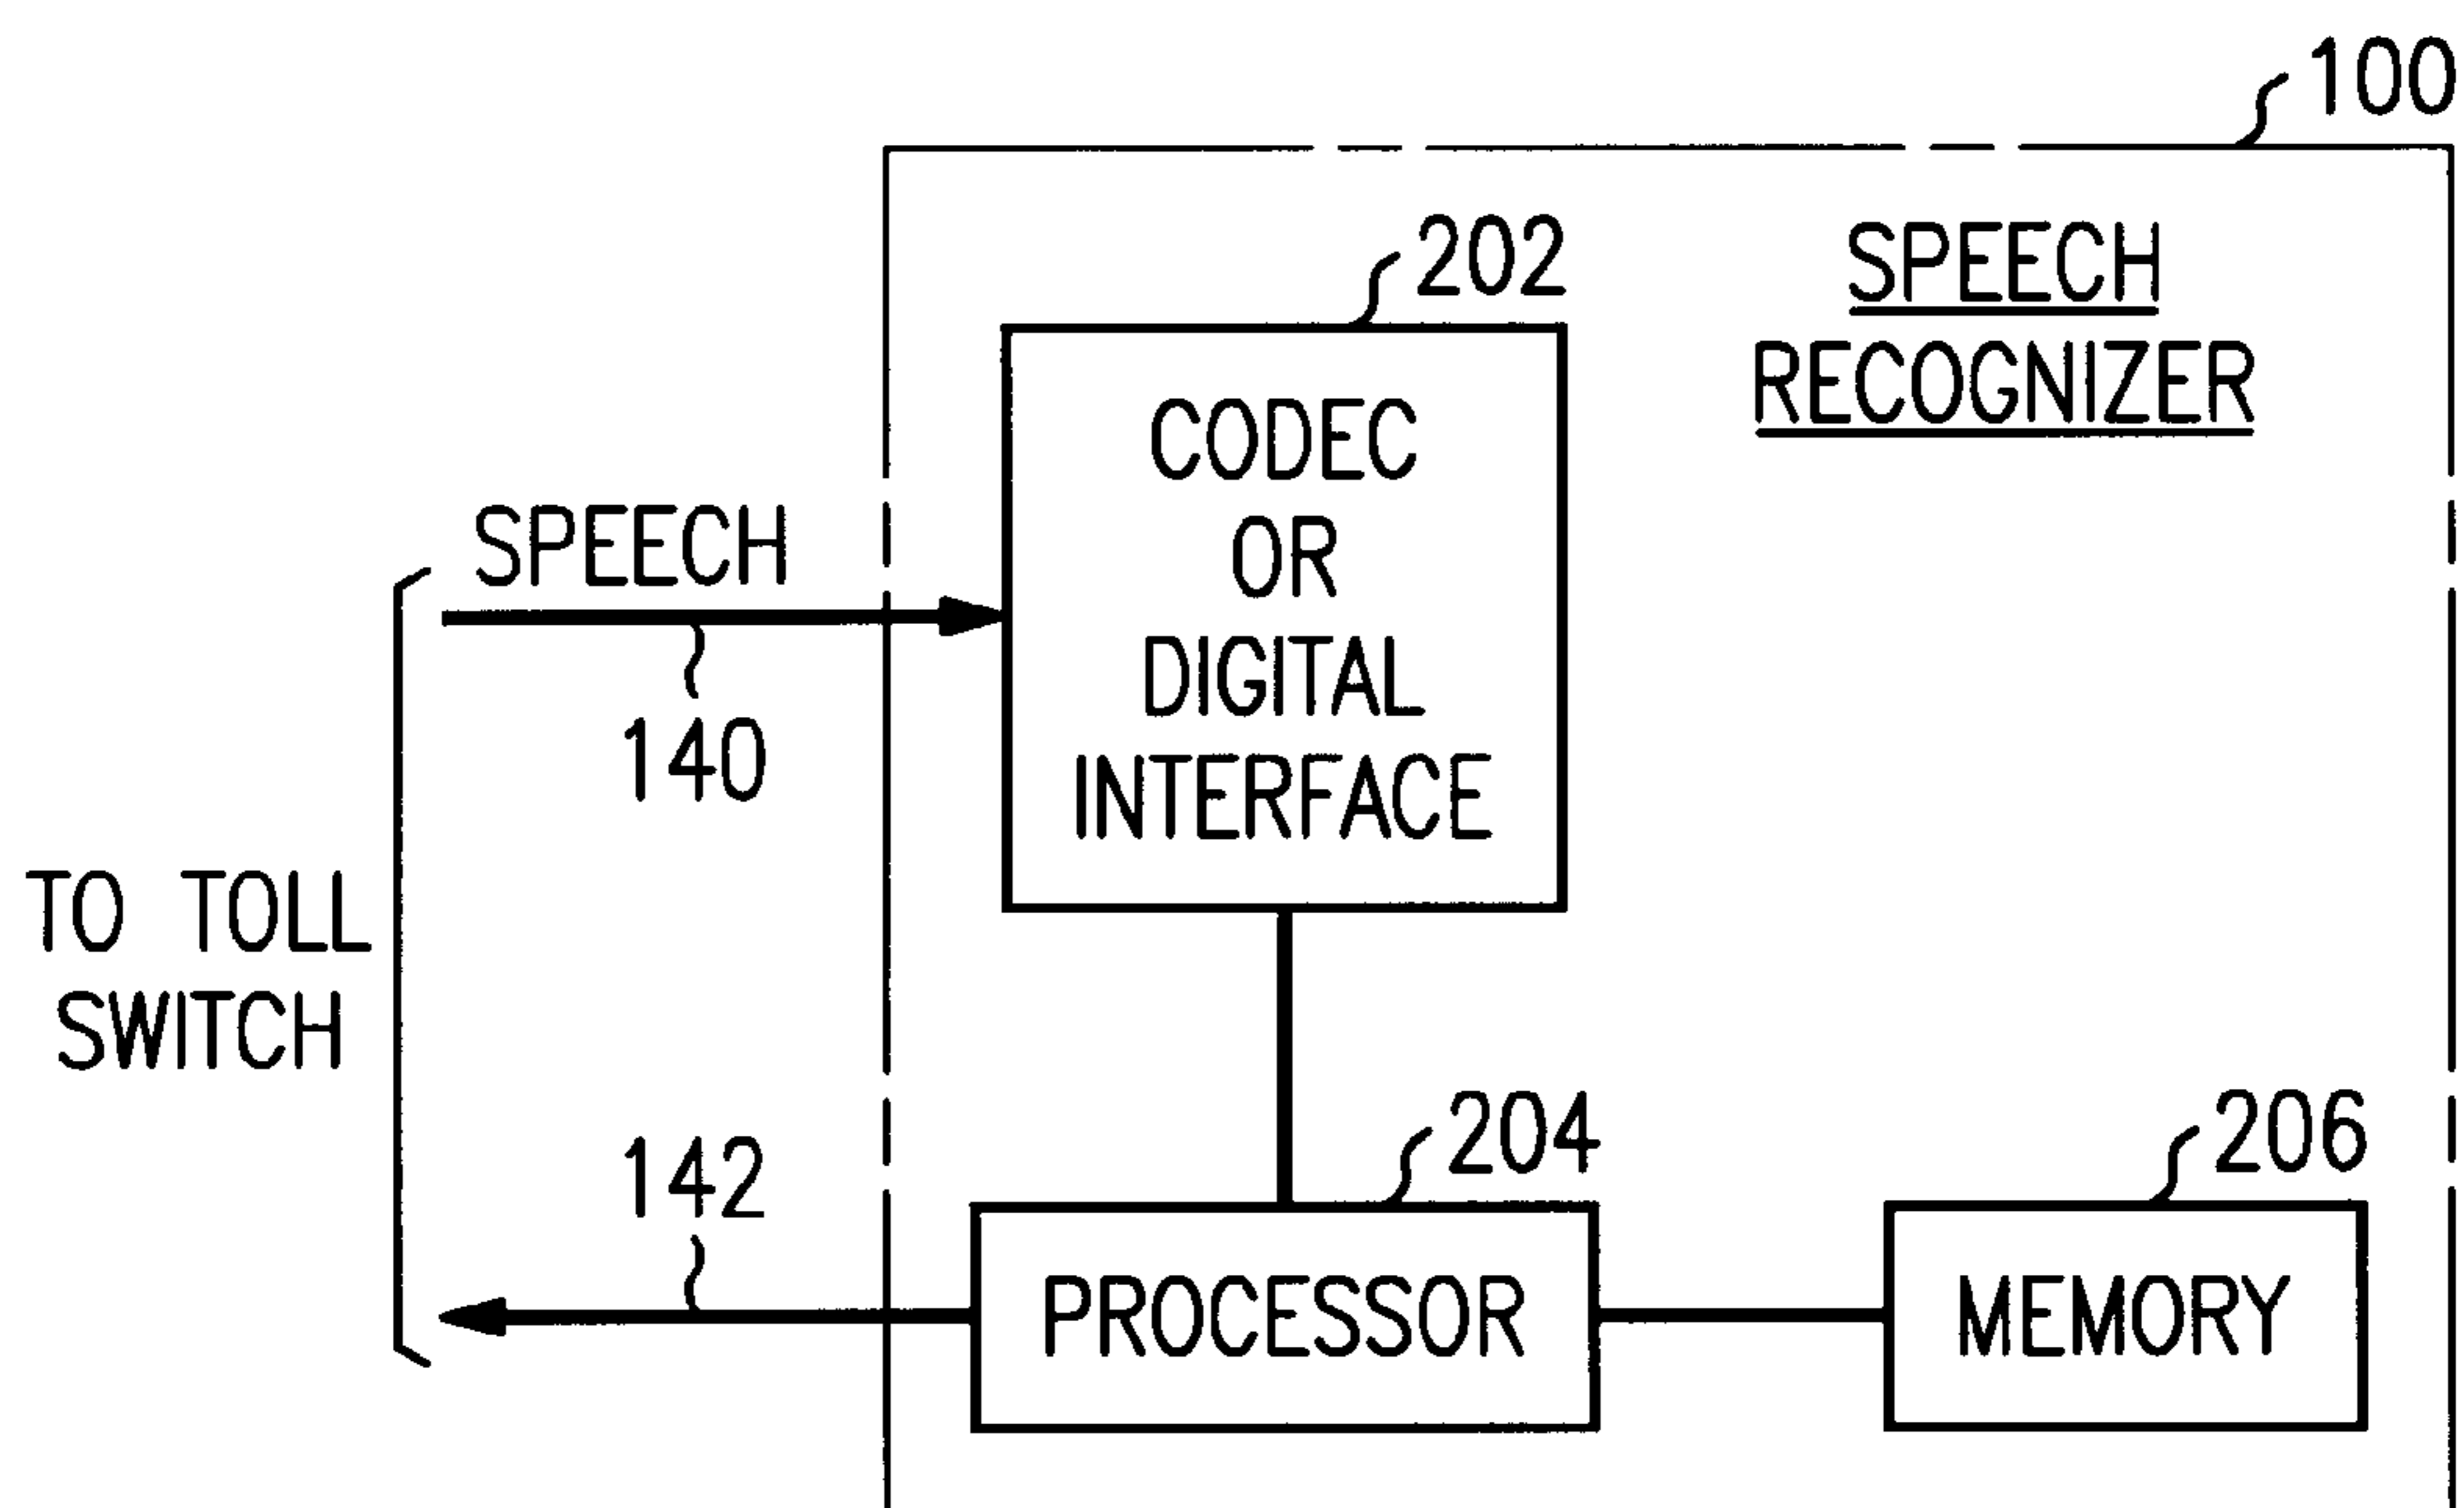 100
202
SPEECH
RECOGNIZER
CODEC
OR
DIGITAL
INTERFACE
SPEECH
140
TO TOLL
SWITCH
142
204
206
PROCESSOR
MEMORY